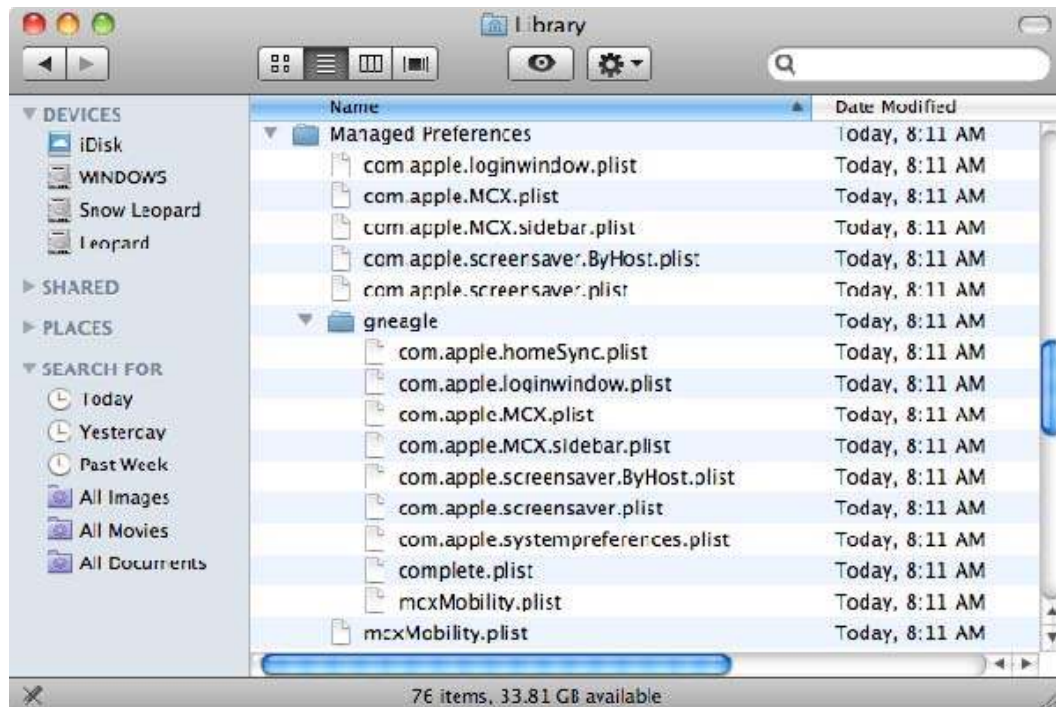 Library
Name Date Modified
DEVICES
iDisk
WINDOWS
Snow Leopard
Leopard
SHARED
PLACES
SEARCH FOR
Today
Yesterday
Past Week
All Images
All Movies
All Documents
Managed Preferences Today, 8:11 AM
com.apple.loginwindow.plist Today, 8:11 AM
com.apple.MCX.plist Today, 8:11 AM
com.apple.MCX.sidebar.plist Today, 8:11 AM
com.apple.screensaver.ByHost.plist Today, 8:11 AM
com.apple.screensaver.plist Today, 8:11 AM
gneagle Today, 8:11 AM
com.apple.homeSync.plist Today, 8:11 AM
com.apple.loginwindow.plist Today, 8:11 AM
com.apple.MCX.plist Today, 8:11 AM
com.apple.MCX.sidebar.plist Today, 8:11 AM
com.apple.screensaver.ByHost.plist Today, 8:11 AM
com.apple.screensaver.plist Today, 8:11 AM
com.apple.systempreferences.plist Today, 8:11 AM
complete.plist Today, 8:11 AM
mcxMobility.plist Today, 8:11 AM
mcxMobility.plist Today, 8:11 AM
76 items, 33.81 GB available